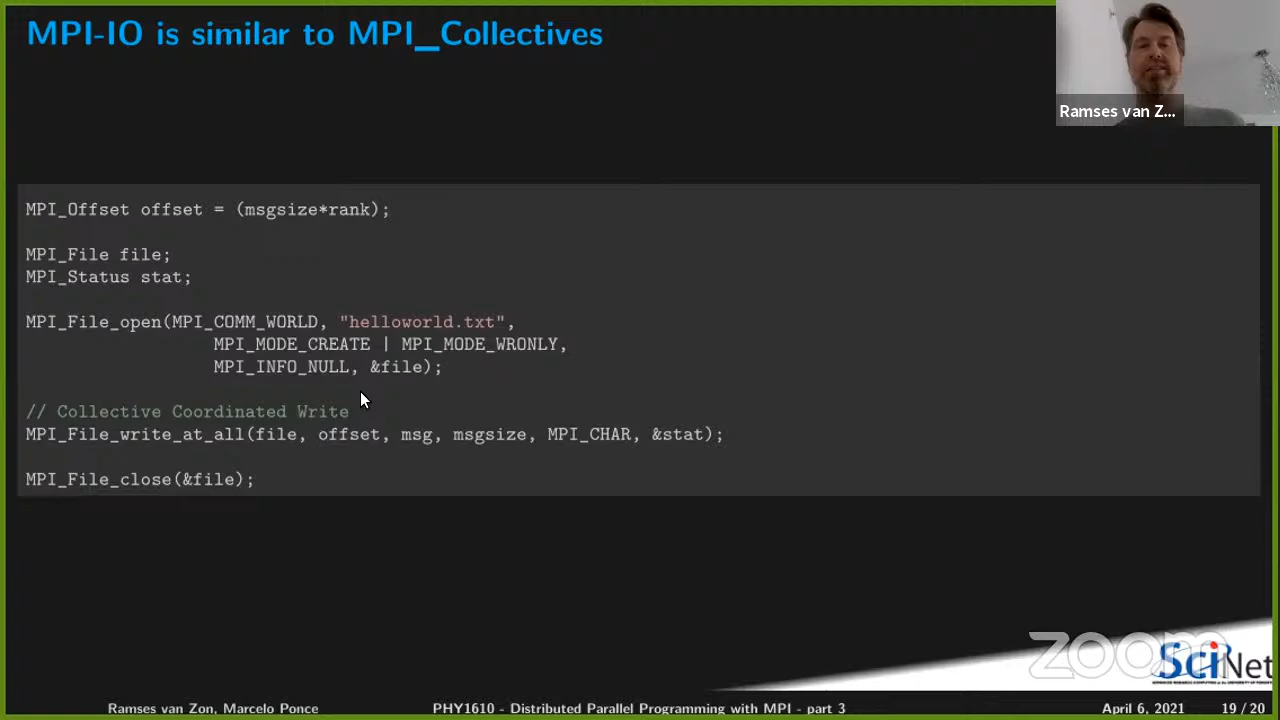 MPI-IO is similar to MPI_Collectives
Ramses van Z...
MPI_Offset offset = (msgsize*rank);
MPI_File file;
MPI_Status stat;
MPI_File_open(MPI_COMM_WORLD, "helloworld.txt",
MPI_MODE_CREATE | MPI_MODE_WRONLY,
MPI_INFO_NULL, &file);
// Collective Coordinated Write
MPI_File_write_at_all(file, offset, msg, msgsize, MPI_CHAR, &stat);
MPI_File_close(&file);
zoom
SciNet
Ramses van Zon, Marcelo Ponce PHY1610 - Distributed Parallel Programming with MPI - part 3 April 6, 2021 19 / 20